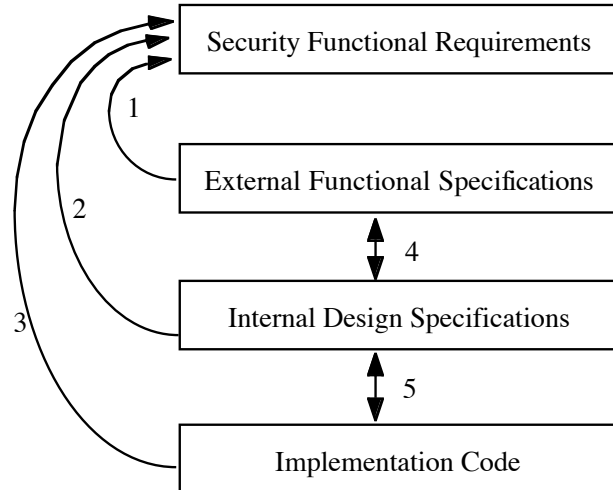 Security Functional Requirements
1
External Functional Specifications
2
4
Internal Design Specifications
3
5
Implementation Code